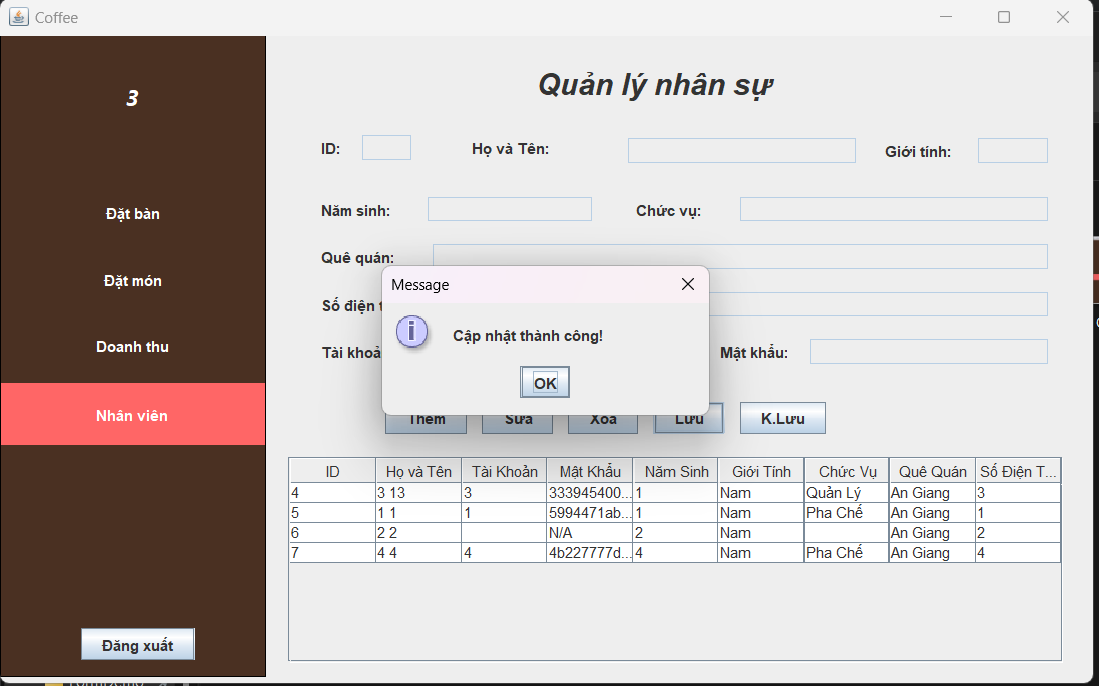 Coffee
3
Đặt bàn
Đặt món
Doanh thu
Nhân viên
Đăng xuất
Quản lý nhân sự
ID: Họ và Tên: Giới tính:
Năm sinh: Chức vụ:
Quê quán:
Số điện
Tài Mật khẩu:
Message
Cập nhật thành công!
OK
Thêm Sửa Xóa Lưu K.Lưu
ID Họ và Tên Tài Khoản Mật Khẩu Năm Sinh Giới Tính Chức Vụ Quê Quán Số Điện T...
4 3 13 3 333945400... 1 Nam Quản Lý An Giang 3
5 1 1 1 5994471ab... 1 Nam Pha Chế An Giang 1
6 2 2 N/A 2 Nam An Giang 2
7 4 4 4 4b227777d... 4 Nam Pha Chế An Giang 4